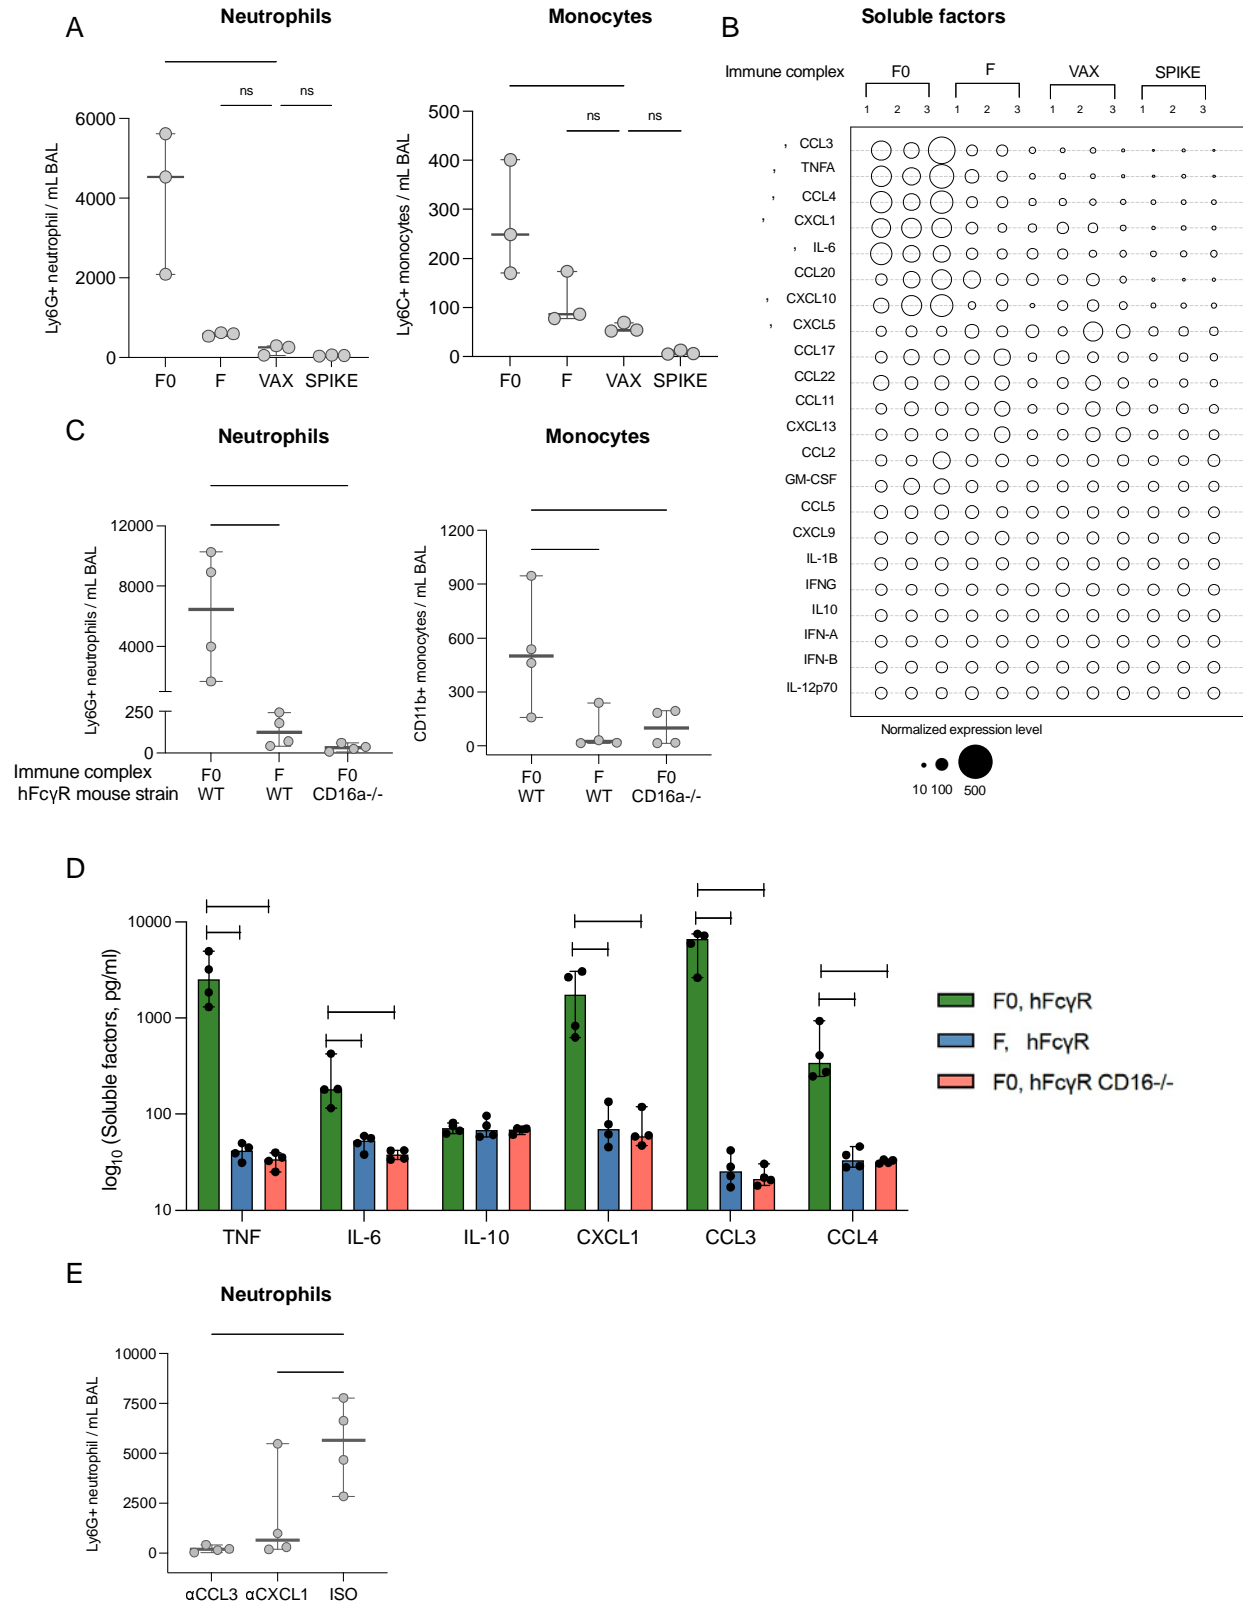 A
Neutrophils
Monocytes
B
Soluble factors
ns
ns
Ly6G+ neutrophil / mL BAL
6000
4000
2000
0
F0 F VAX SPIKE
ns
ns
Ly6C+ monocytes / mL BAL
500
400
300
200
100
0
F0 F VAX SPIKE
Immune complex F0 F VAX SPIKE
1 2 3 1 2 3 1 2 3 1 2 3
, CCL3
, TNFA
, CCL4
, CXCL1
, IL-6
CCL20
, CXCL10
, CXCL5
CCL17
CCL22
CCL11
CXCL13
CCL2
GM-CSF
CCL5
CXCL9
IL-1B
IFNG
IL10
IFN-A
IFN-B
IL-12p70
Normalized expression level
10 100 500
C
Neutrophils
Monocytes
Ly6G+ neutrophils / mL BAL
12000
8000
4000
250
0
CD11b+ monocytes / mL BAL
1200
900
600
300
0
Immune complex F0 F F0 F0 F F0
hFcγR mouse strain WT WT CD16a-/- WT WT CD16a-/-
D
log10 (Soluble factors, pg/ml)
10000
1000
100
10
TNF IL-6 IL-10 CXCL1 CCL3 CCL4
F0, hFcγR
F, hFcγR
F0, hFcγR CD16-/-
E
Neutrophils
Ly6G+ neutrophil / mL BAL
10000
7500
5000
2500
0
αCCL3 αCXCL1 ISO